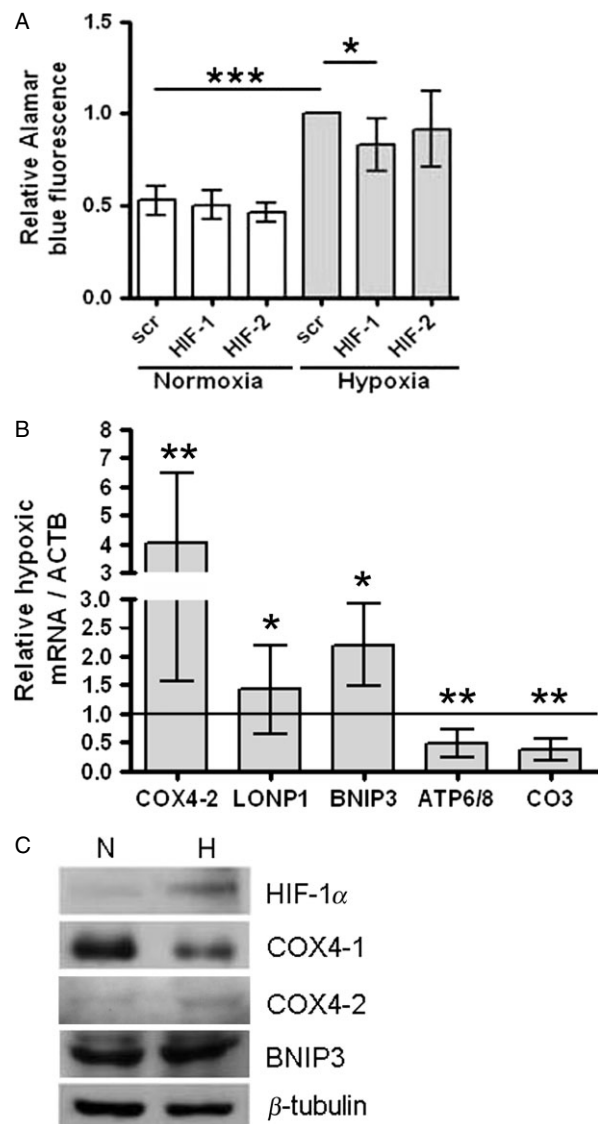 A
Relative Alamar
blue fluorescence
1.5
1.0
0.5
0.0
***
*
scr
HIF-1
HIF-2
scr
HIF-1
HIF-2
Normoxia
Hypoxia
B
Relative hypoxic
mRNA / ACTB
8
7
6
5
4
3
3.0
2.5
2.0
1.5
1.0
0.5
0.0
**
*
*
**
**
COX4-2
LONP1
BNIP3
ATP6/8
CO3
C
N H
HIF-1α
COX4-1
COX4-2
BNIP3
β-tubulin